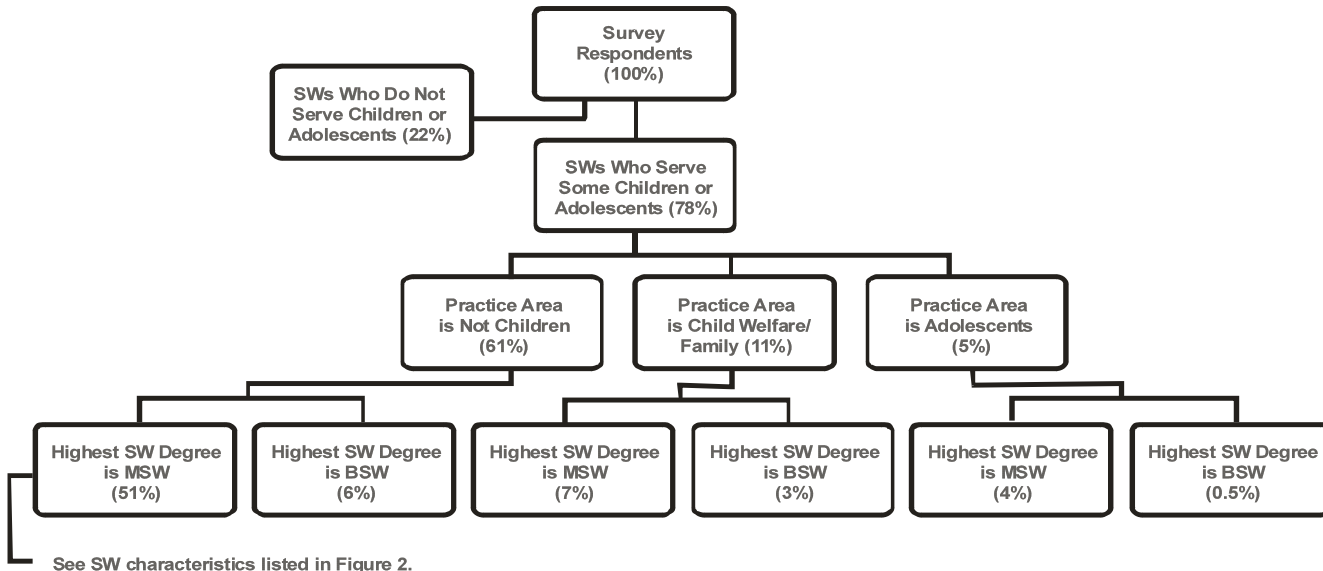 Survey
Respondents
(100%)
SWs Who Do Not
Serve Children or
Adolescents (22%)
SWs Who Serve
Some Children or
Adolescents (78%)
Practice Area
is Not Children
(61%)
Practice Area
is Child Welfare/
Family (11%)
Practice Area
is Adolescents
(5%)
Highest SW Degree
is MSW
(51%)
Highest SW Degree
is BSW
(6%)
Highest SW Degree
is MSW
(7%)
Highest SW Degree
is BSW
(3%)
Highest SW Degree
is MSW
(4%)
Highest SW Degree
is BSW
(0.5%)
See SW characteristics listed in Figure 2.